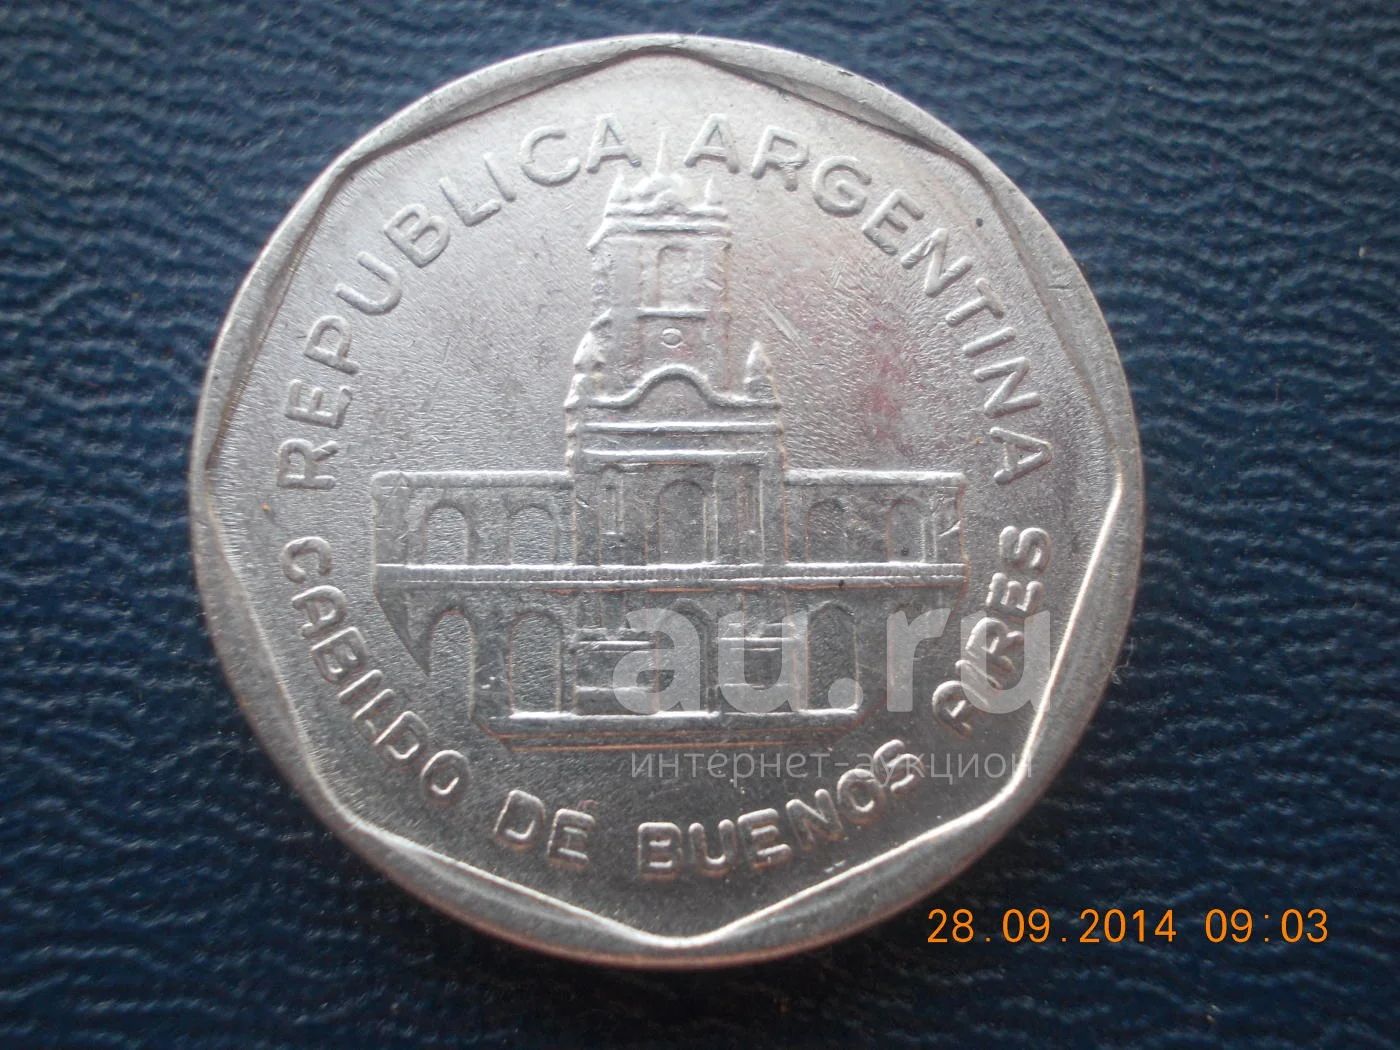 REPUBLICA ARGENTINA
CABILDO DE BUENOS AIRES
au.ru
интернет-аукцион
28.09.2014 09:03